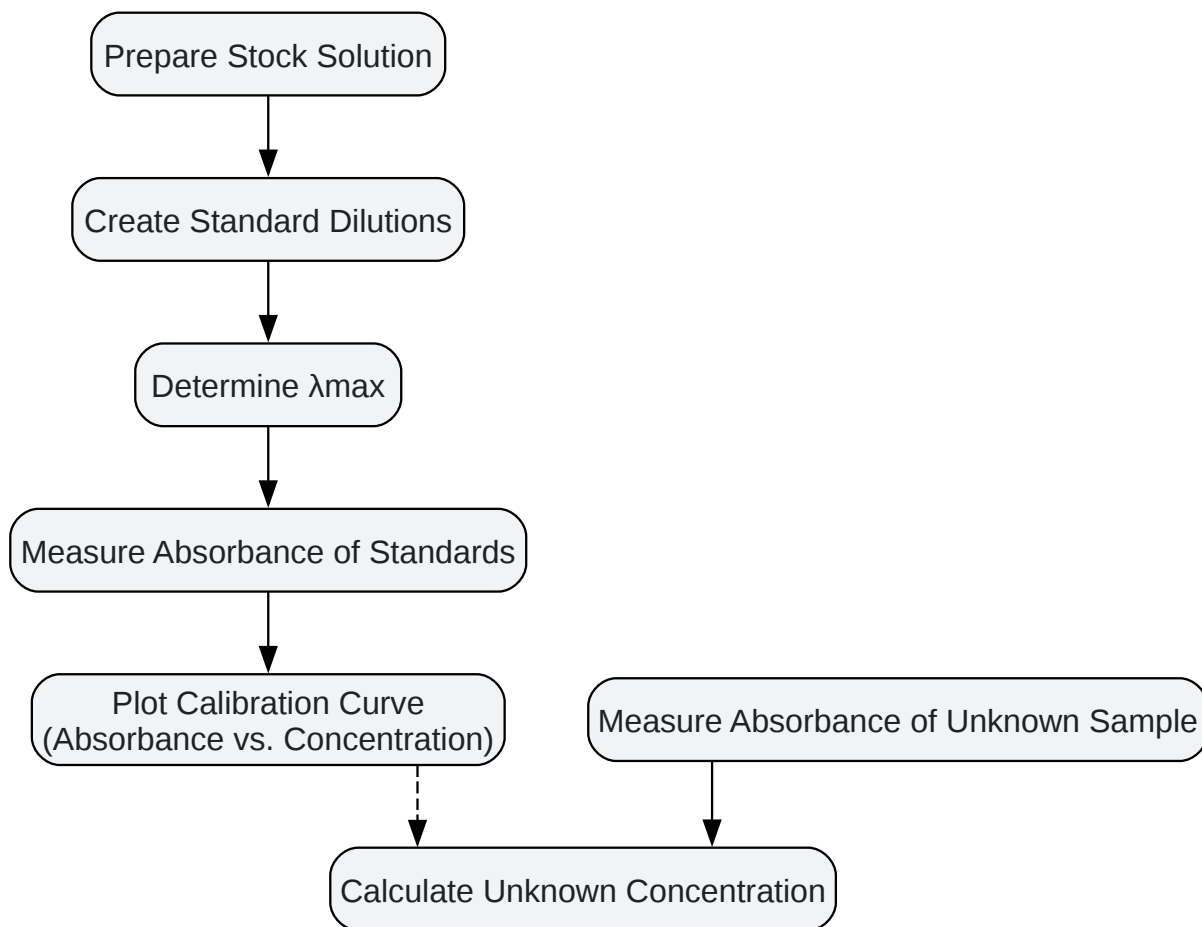 Prepare Stock Solution
Create Standard Dilutions
Determine λmax
Measure Absorbance of Standards
Plot Calibration Curve
(Absorbance vs. Concentration)
Measure Absorbance of Unknown Sample
Calculate Unknown Concentration